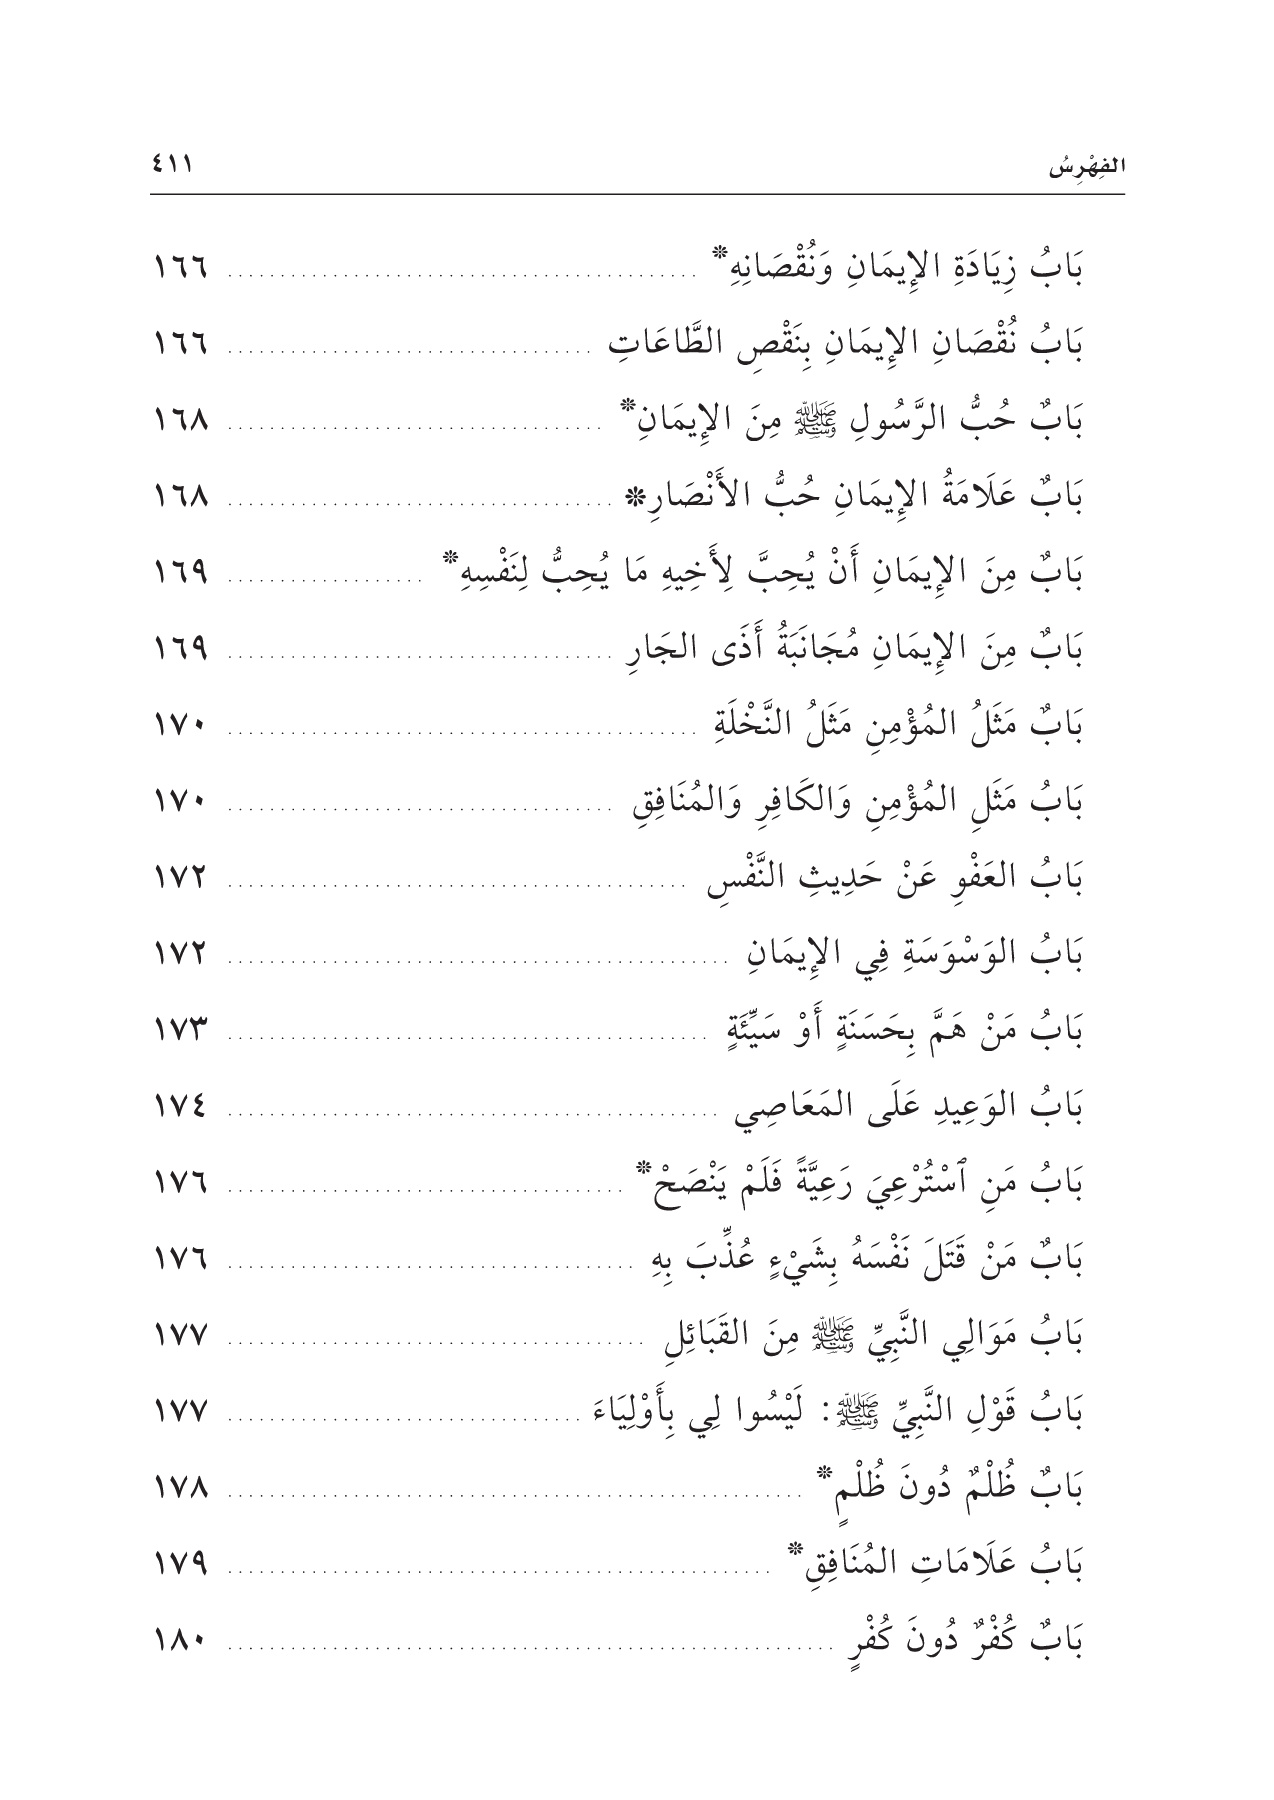 الفِهْرِسُ ٤١١
بَابُ زِيَادَةِ الإِيمَانِ وَنُقْصَانِهِ* ........................................ ١٦٦
بَابُ نُقْصَانِ الإِيمَانِ بِنَقْصِ الطَّاعَاتِ ........................................ ١٦٦
بَابٌ حُبُّ الرَّسُولِ ﷺ مِنَ الإِيمَانِ* ........................................ ١٦٨
بَابٌ عَلَامَةُ الإِيمَانِ حُبُّ الأَنْصَارِ* ........................................ ١٦٨
بَابٌ مِنَ الإِيمَانِ أَنْ يُحِبَّ لِأَخِيهِ مَا يُحِبُّ لِنَفْسِهِ* ................... ١٦٩
بَابٌ مِنَ الإِيمَانِ مُجَانَبَةُ أَذَى الجَارِ ........................................ ١٦٩
بَابٌ مَثَلُ المُؤْمِنِ مَثَلُ النَّخْلَةِ ........................................ ١٧٠
بَابُ مَثَلِ المُؤْمِنِ وَالكَافِرِ وَالمُنَافِقِ ........................................ ١٧٠
بَابُ العَفْوِ عَنْ حَدِيثِ النَّفْسِ ........................................ ١٧٢
بَابُ الوَسْوَسَةِ فِي الإِيمَانِ ........................................ ١٧٢
بَابُ مَنْ هَمَّ بِحَسَنَةٍ أَوْ سَيِّئَةٍ ........................................ ١٧٣
بَابُ الوَعِيدِ عَلَى المَعَاصِي ........................................ ١٧٤
بَابُ مَنِ ٱسْتُرْعِيَ رَعِيَّةً فَلَمْ يَنْصَحْ* ........................................ ١٧٦
بَابٌ مَنْ قَتَلَ نَفْسَهُ بِشَيْءٍ عُذِّبَ بِهِ ........................................ ١٧٦
بَابُ مَوَالِي النَّبِيِّ ﷺ مِنَ القَبَائِلِ ........................................ ١٧٧
بَابُ قَوْلِ النَّبِيِّ ﷺ: لَيْسُوا لِي بِأَوْلِيَاءَ ........................................ ١٧٧
بَابٌ ظُلْمٌ دُونَ ظُلْمٍ* ........................................ ١٧٨
بَابُ عَلَامَاتِ المُنَافِقِ* ........................................ ١٧٩
بَابٌ كُفْرٌ دُونَ كُفْرٍ ........................................ ١٨٠